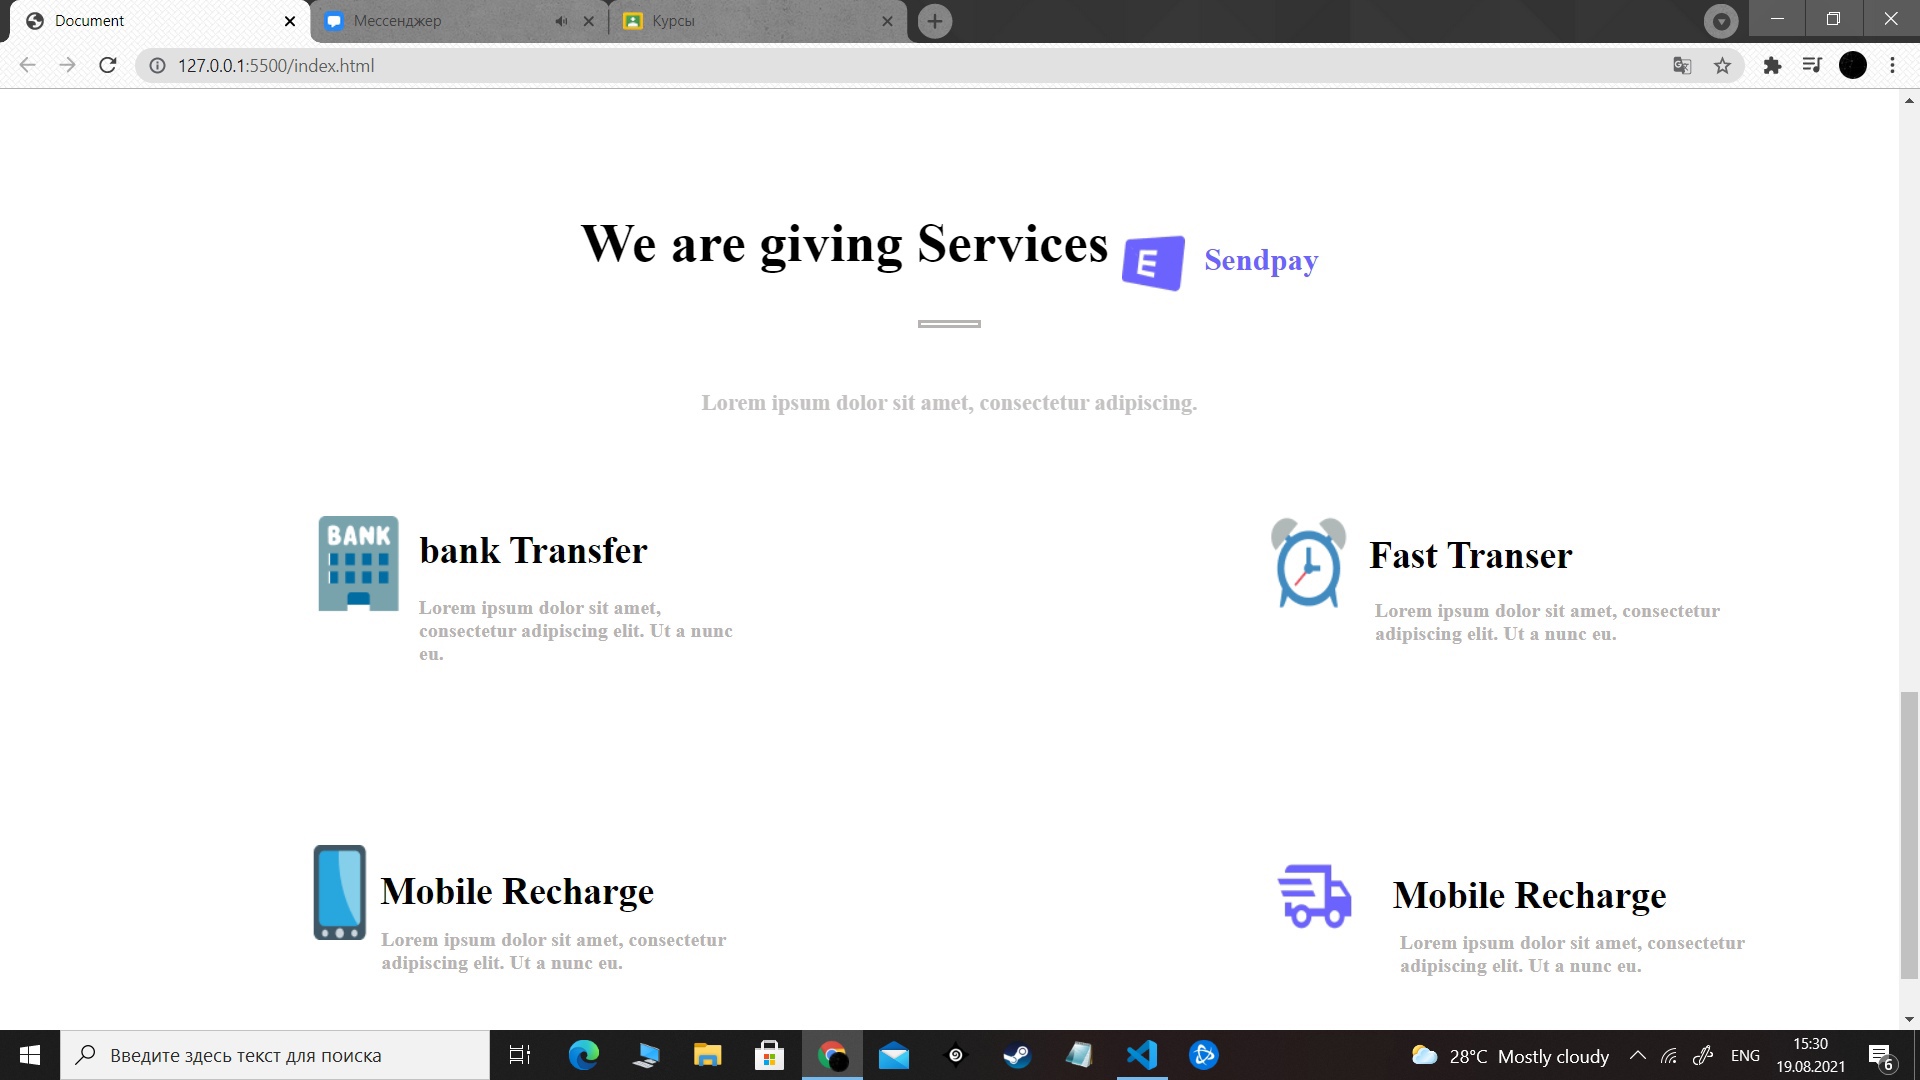 Document
Мессенджер
Курсы
127.0.0.1:5500/index.html
We are giving Services
E
Sendpay
Lorem ipsum dolor sit amet, consectetur adipiscing.
BANK
bank Transfer
Lorem ipsum dolor sit amet,
consectetur adipiscing elit. Ut a nunc
eu.
Fast Transer
Lorem ipsum dolor sit amet, consectetur
adipiscing elit. Ut a nunc eu.
Mobile Recharge
Lorem ipsum dolor sit amet, consectetur
adipiscing elit. Ut a nunc eu.
Mobile Recharge
Lorem ipsum dolor sit amet, consectetur
adipiscing elit. Ut a nunc eu.
Введите здесь текст для поиска
28°C Mostly cloudy
ENG
15:30
19.08.2021
6